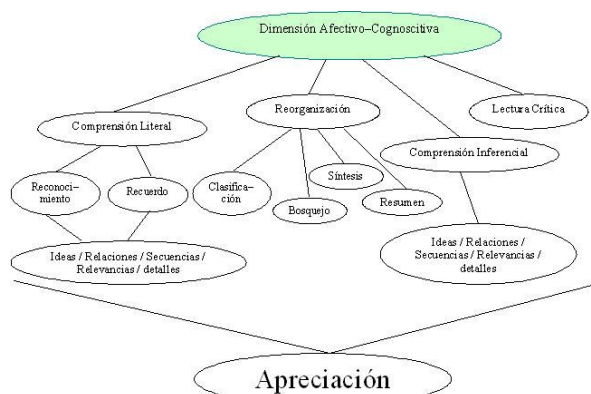 Dimensión Afectivo–Cognoscitiva
Comprensión Literal
Reorganización
Lectura Crítica
Comprensión Inferencial
Reconoci–
miento
Recuerdo
Clasifica–
ción
Bosquejo
Síntesis
Resumen
Ideas / Relaciones / Secuencias /
Relevancias / detalles
Ideas / Relaciones /
Secuencias / Relevancias /
detalles
Apreciación